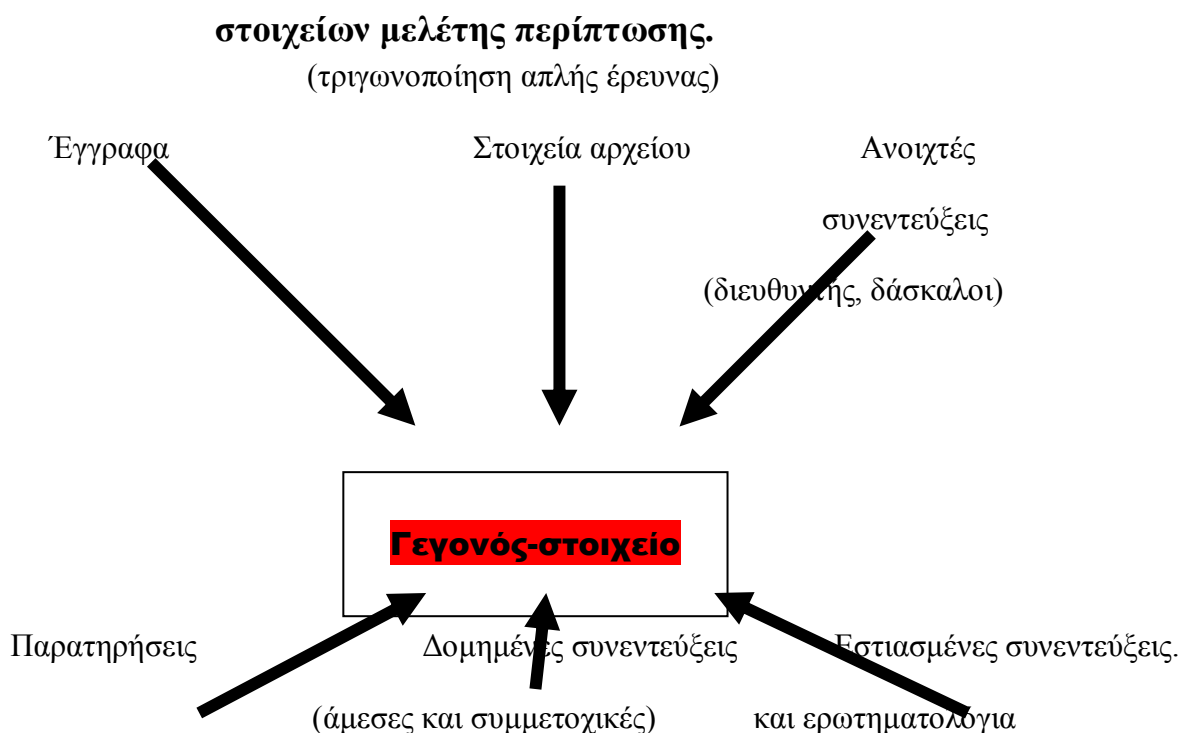 στοιχείων μελέτης περίπτωσης.
(τριγωνοποίηση απλής έρευνας)
Έγγραφα Στοιχεία αρχείου Ανοιχτές
συνεντεύξεις
(διευθυντής, δάσκαλοι)
Γεγονός-στοιχείο
Παρατηρήσεις Δομημένες συνεντεύξεις Εστιασμένες συνεντεύξεις.
(άμεσες και συμμετοχικές) και ερωτηματολόγια